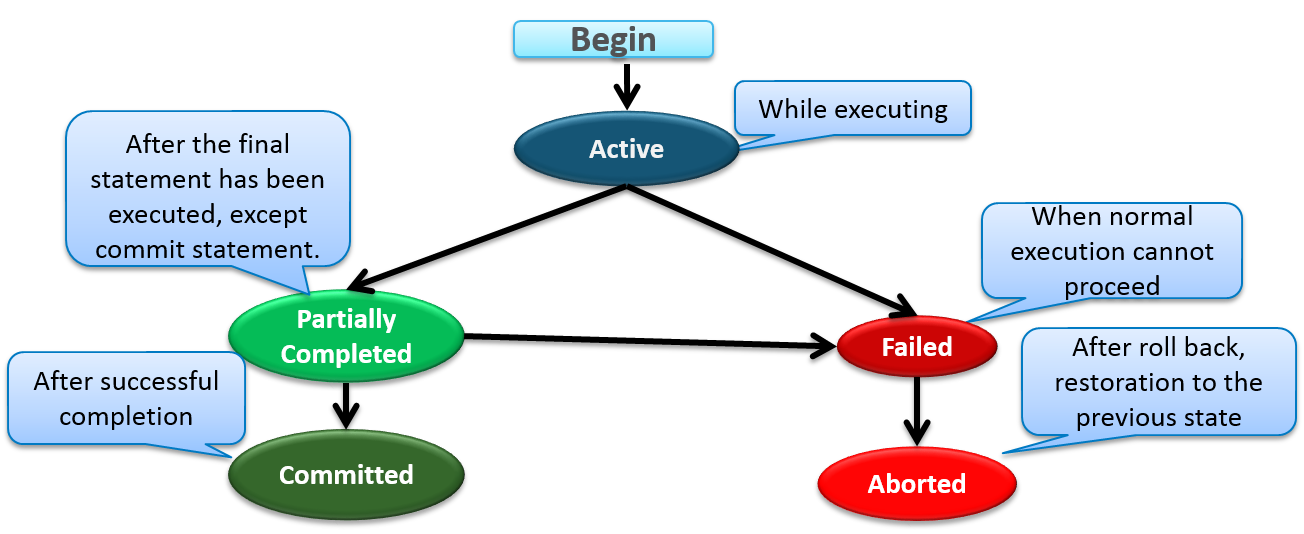 Begin
While executing
Active
After the final
statement has been
executed, except
commit statement.
When normal
execution cannot
proceed
Partially
Completed
Failed
After successful
completion
After roll back,
restoration to the
previous state
Committed
Aborted